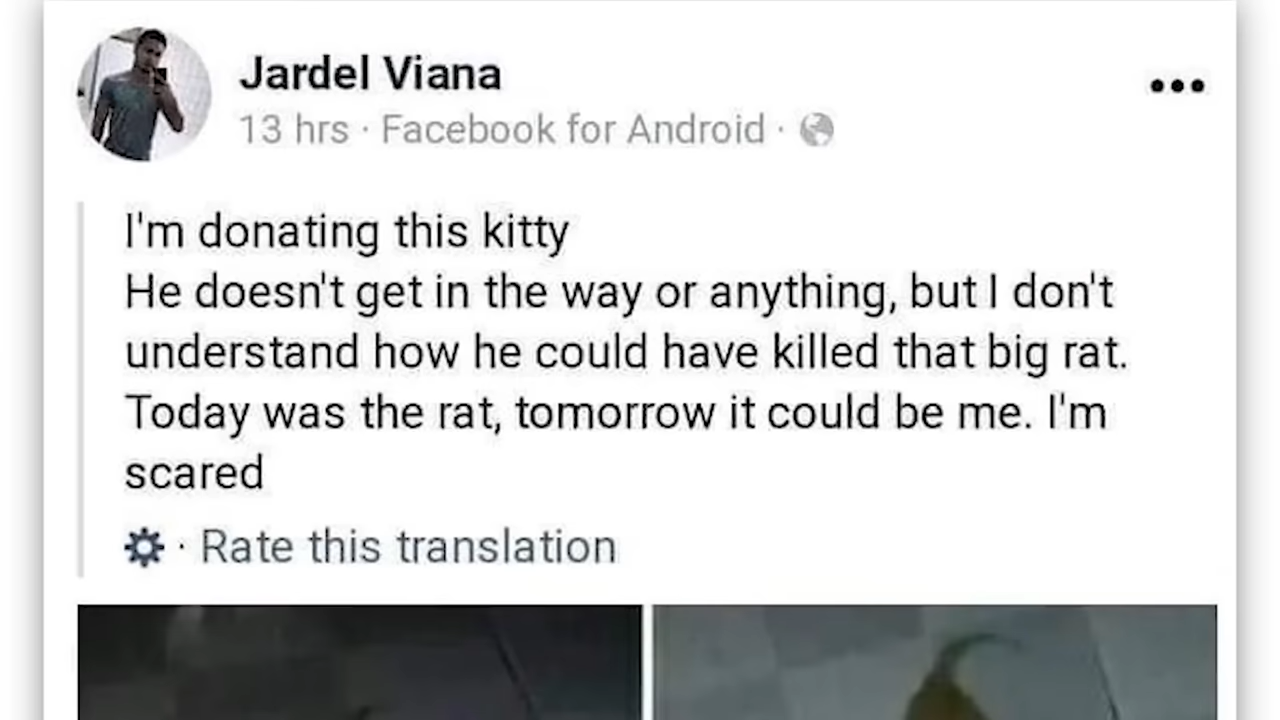 Jardel Viana
13 hrs · Facebook for Android ·
I'm donating this kitty
He doesn't get in the way or anything, but I don't
understand how he could have killed that big rat.
Today was the rat, tomorrow it could be me. I'm
scared
· Rate this translation